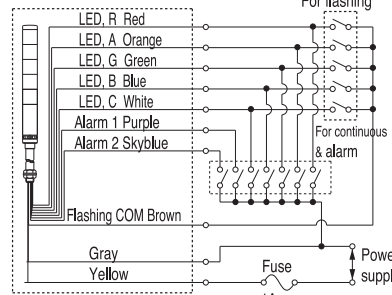 For flashing
LED, R Red
LED, A Orange
LED, G Green
LED, B Blue
LED, C White
Alarm 1 Purple
Alarm 2 Skyblue
For continuous
& alarm
Flashing COM Brown
Gray
Yellow
Fuse
Power
supply